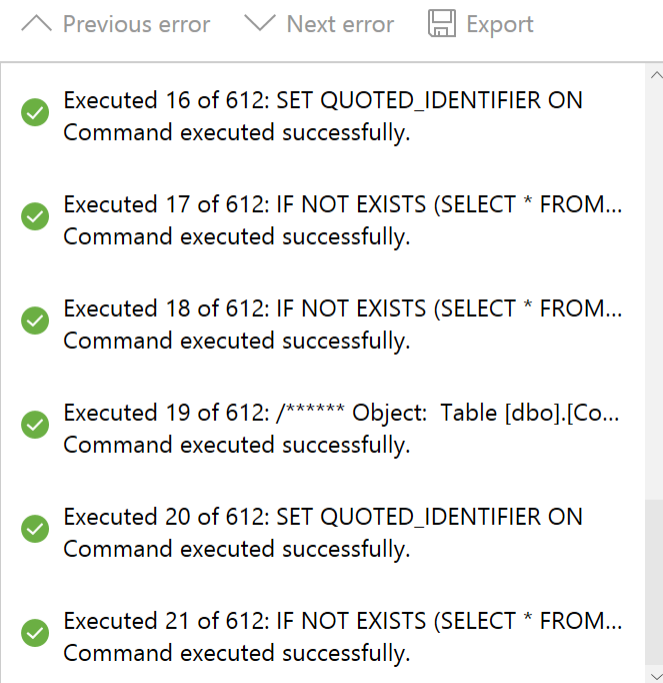 Previous error Next error Export
Executed 16 of 612: SET QUOTED_IDENTIFIER ON
Command executed successfully.
Executed 17 of 612: IF NOT EXISTS (SELECT * FROM...
Command executed successfully.
Executed 18 of 612: IF NOT EXISTS (SELECT * FROM...
Command executed successfully.
Executed 19 of 612: /****** Object:  Table [dbo].[Co...
Command executed successfully.
Executed 20 of 612: SET QUOTED_IDENTIFIER ON
Command executed successfully.
Executed 21 of 612: IF NOT EXISTS (SELECT * FROM...
Command executed successfully.